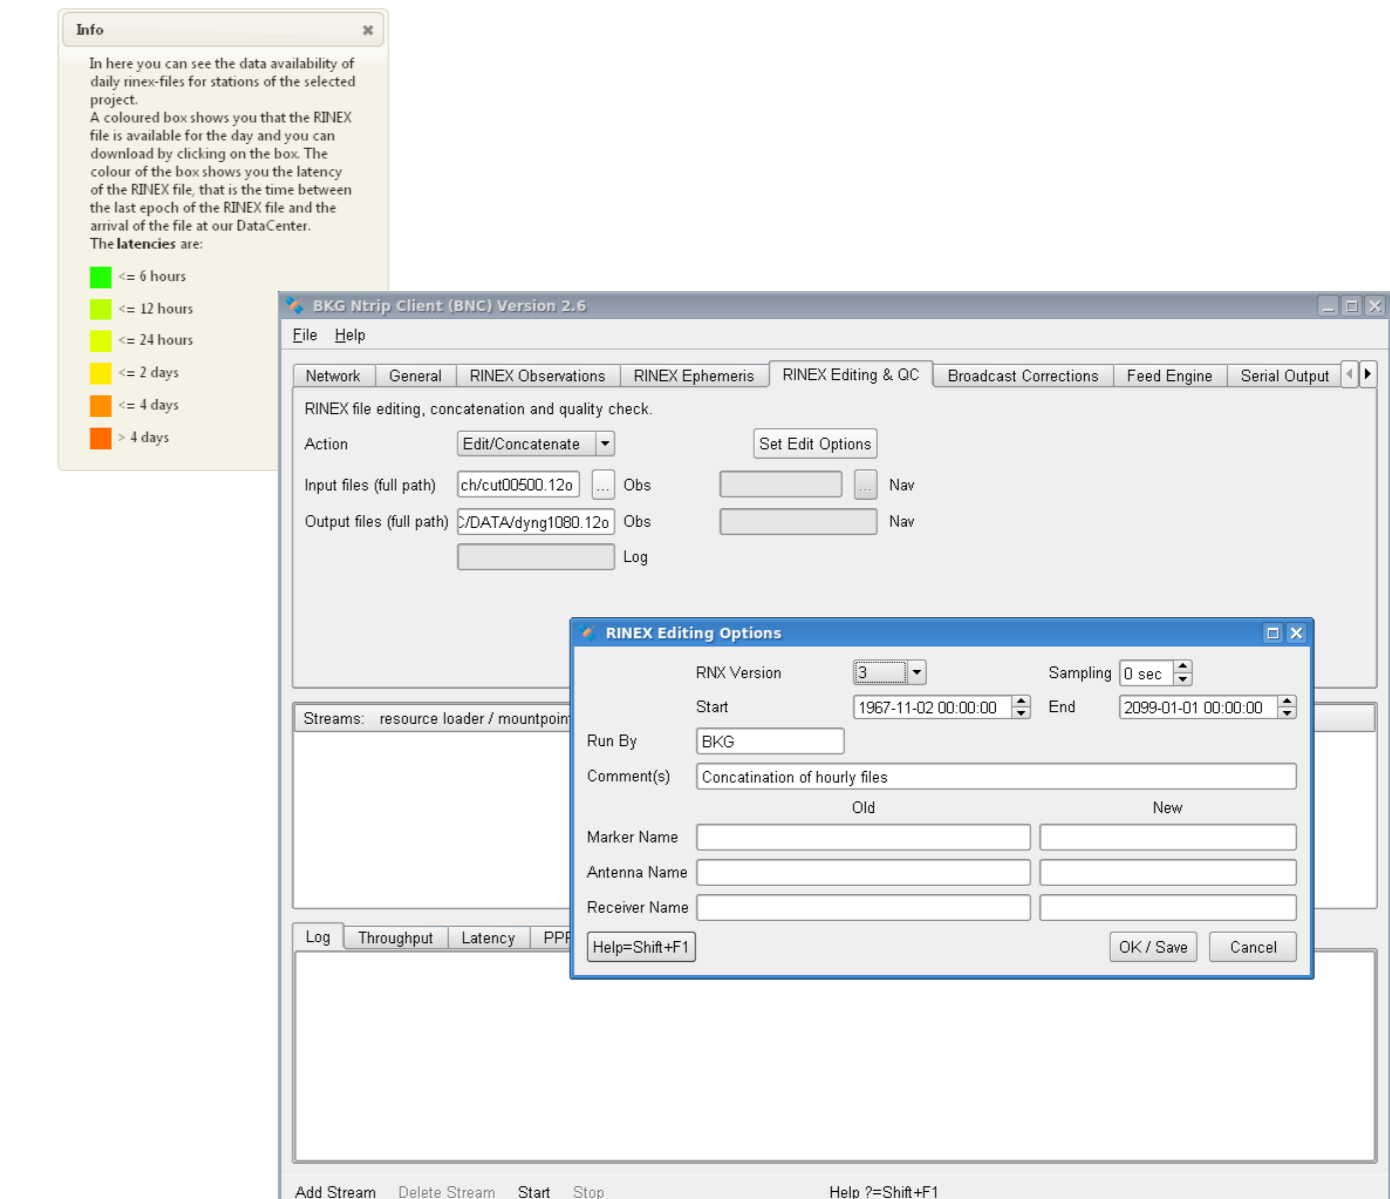 Info
In here you can see the data availability of
daily rinex-files for stations of the selected
project.
A coloured box shows you that the RINEX
file is available for the day and you can
download by clicking on the box. The
colour of the box shows you the latency
of the RINEX file, that is the time between
the last epoch of the RINEX file and the
arrival of the file at our DataCenter.
The latencies are:
<= 6 hours
<= 12 hours
<= 24 hours
<= 2 days
<= 4 days
> 4 days
BKG Ntrip Client (BNC) Version 2.6
File Help
Network General RINEX Observations RINEX Ephemeris RINEX Editing & QC Broadcast Corrections Feed Engine Serial Output
RINEX file editing, concatenation and quality check.
Action Edit/Concatenate Set Edit Options
Input files (full path) ch/cut00500.12o ... Obs ... Nav
Output files (full path) C/DATA/dyng1080.12o Obs Nav
Log
RINEX Editing Options
RNX Version 3 Sampling 0 sec
Start 1967-11-02 00:00:00 End 2099-01-01 00:00:00
Run By BKG
Comment(s) Concatination of hourly files
Old New
Marker Name
Antenna Name
Receiver Name
Help=Shift+F1 OK / Save Cancel
Streams: resource loader / mountpoin
Log Throughput Latency PPP
Add Stream Delete Stream Start Stop Help ?=Shift+F1